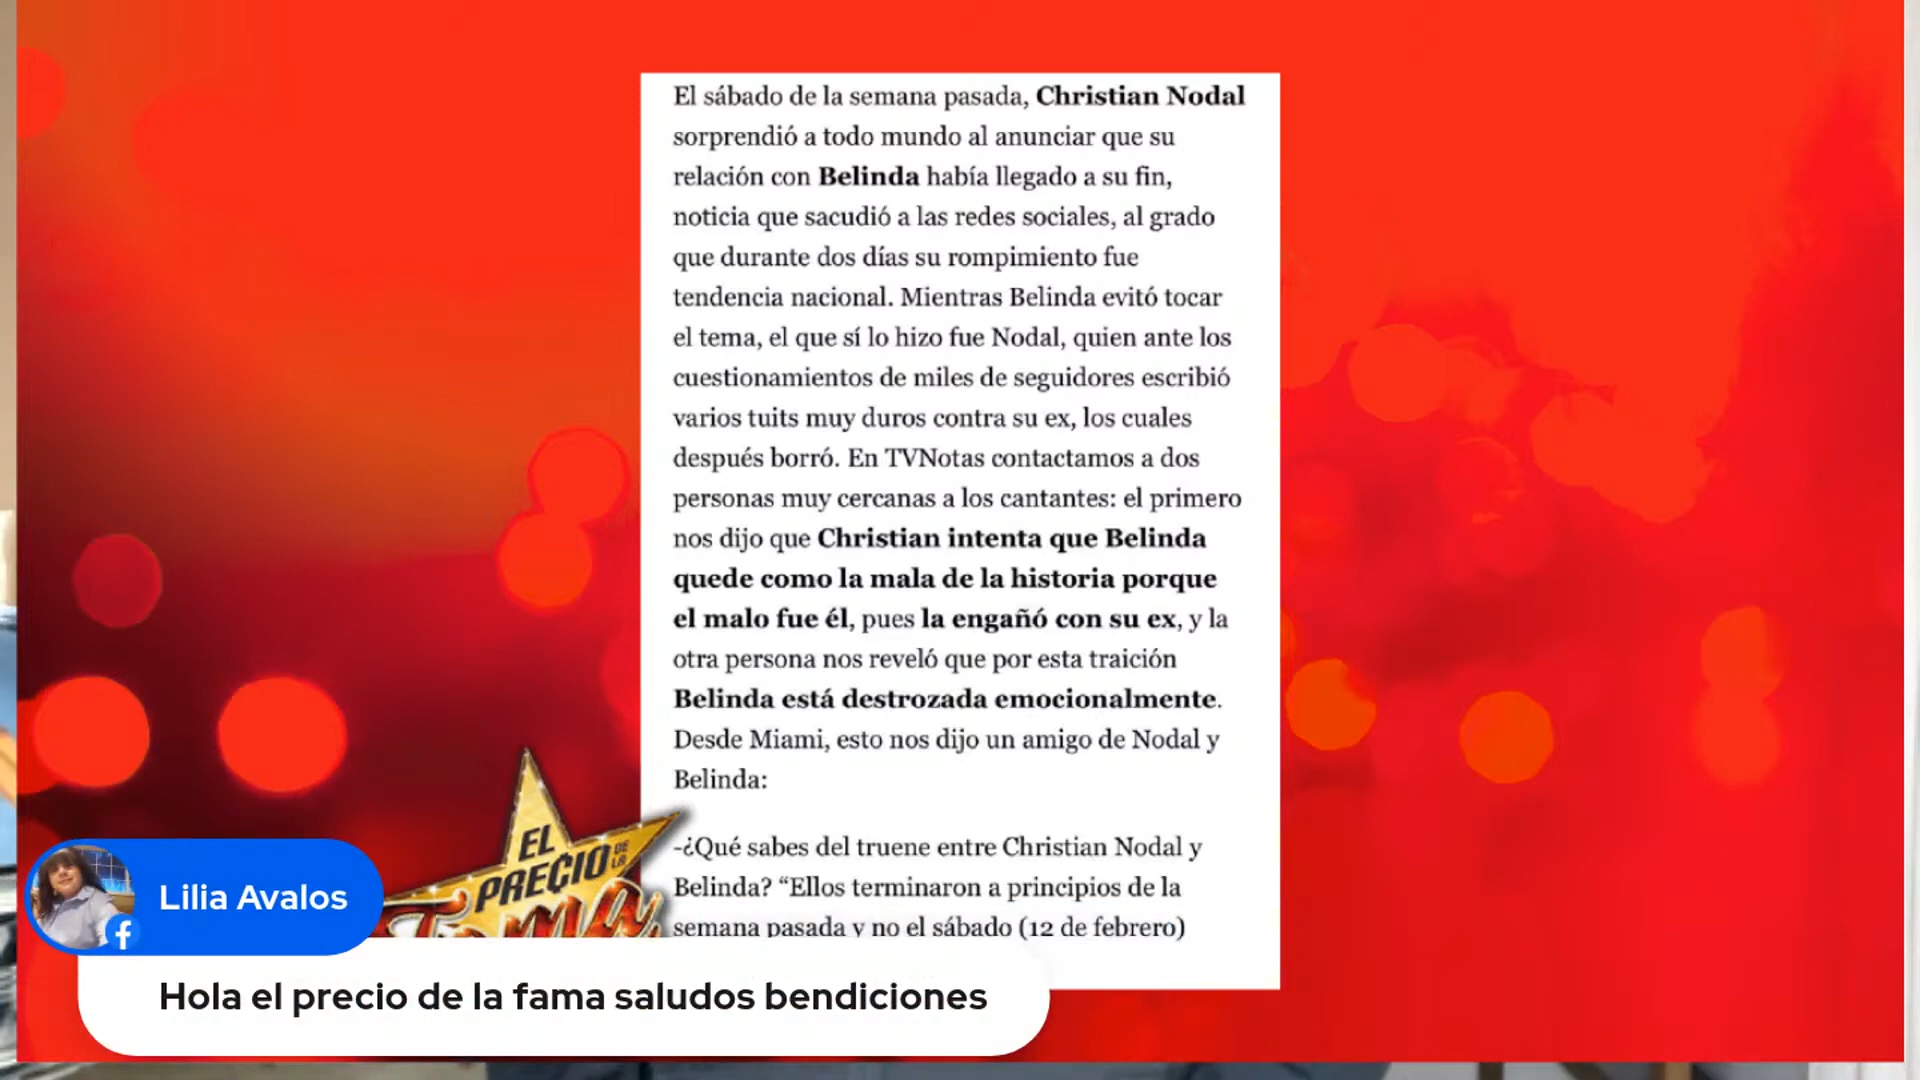 El sábado de la semana pasada, Christian Nodal
sorprendió a todo mundo al anunciar que su
relación con Belinda había llegado a su fin,
noticia que sacudió a las redes sociales, al grado
que durante dos días su rompimiento fue
tendencia nacional. Mientras Belinda evitó tocar
el tema, el que sí lo hizo fue Nodal, quien ante los
cuestionamientos de miles de seguidores escribió
varios tuits muy duros contra su ex, los cuales
después borró. En TVNotas contactamos a dos
personas muy cercanas a los cantantes: el primero
nos dijo que Christian intenta que Belinda
quede como la mala de la historia porque
el malo fue él, pues la engañó con su ex, y la
otra persona nos reveló que por esta traición
Belinda está destrozada emocionalmente.
Desde Miami, esto nos dijo un amigo de Nodal y
Belinda:
-¿Qué sabes del truene entre Christian Nodal y
Belinda? “Ellos terminaron a principios de la
semana pasada y no el sábado (12 de febrero)
EL
PRECIO
DE
LA
Fama
Lilia Avalos
Hola el precio de la fama saludos bendiciones